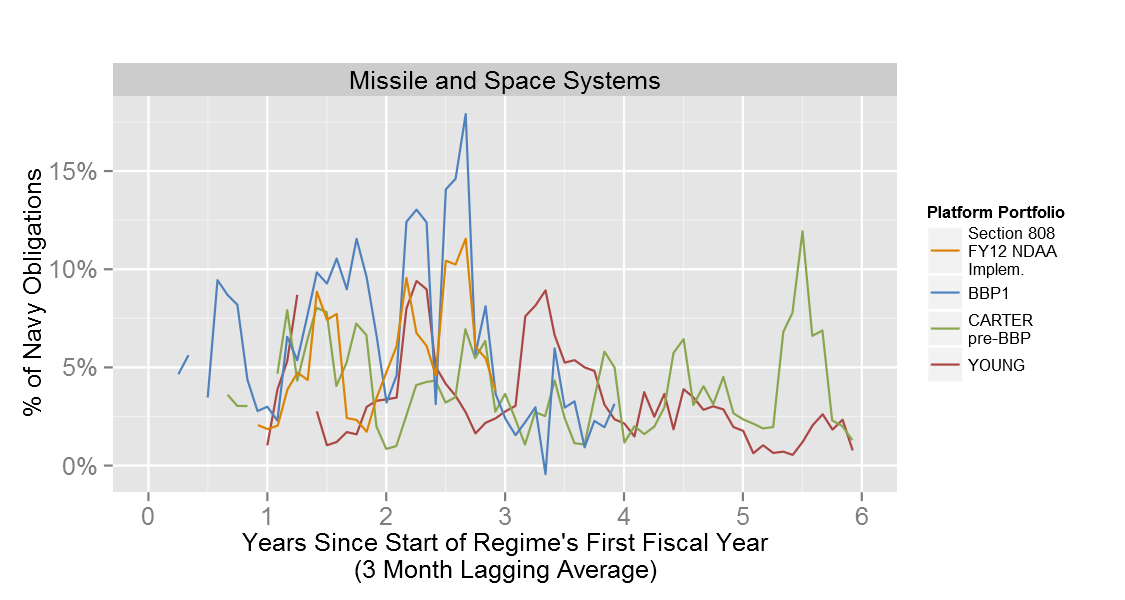 Missile and Space Systems
% of Navy Obligations
15%
10%
5%
0%
0 1 2 3 4 5 6
Years Since Start of Regime's First Fiscal Year
(3 Month Lagging Average)
Platform Portfolio
Section 808
FY12 NDAA
Implem.
BBP1
CARTER
pre-BBP
YOUNG